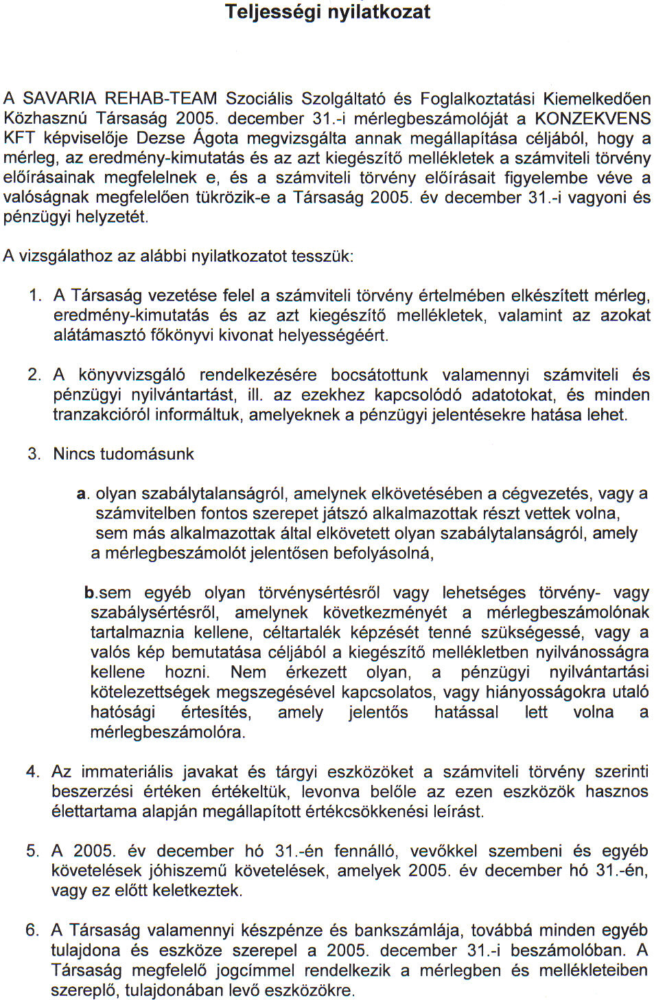 Teljességi nyilatkozat
A SAVARIA REHAB-TEAM Szociális Szolgáltató és Foglalkoztatási Kiemelkedően
Közhasznú Társaság 2005. december 31.-i mérlegbeszámolóját a KONZEKVENS
KFT képviselője Dezse Ágota megvizsgálta annak megállapítása céljából, hogy a
mérleg, az eredmény-kimutatás és az azt kiegészítő mellékletek a számviteli törvény
előírásainak megfelelnek e, és a számviteli törvény előírásait figyelembe véve a
valóságnak megfelelően tükrözik-e a Társaság 2005. év december 31.-i vagyoni és
pénzügyi helyzetét.
A vizsgálathoz az alábbi nyilatkozatot tesszük:
1. A Társaság vezetése felel a számviteli törvény értelmében elkészített mérleg,
eredmény-kimutatás és az azt kiegészítő mellékletek, valamint az azokat
alátámasztó főkönyvi kivonat helyességéért.
2. A könyvvizsgáló rendelkezésére bocsátottunk valamennyi számviteli és
pénzügyi nyilvántartást, ill. az ezekhez kapcsolódó adatotokat, és minden
tranzakcióról informáltuk, amelyeknek a pénzügyi jelentésekre hatása lehet.
3. Nincs tudomásunk
a. olyan szabálytalanságról, amelynek elkövetésében a cégvezetés, vagy a
számvitelben fontos szerepet játszó alkalmazottak részt vettek volna,
sem más alkalmazottak által elkövetett olyan szabálytalanságról, amely
a mérlegbeszámolót jelentősen befolyásolná,
b.sem egyéb olyan törvénysértésről vagy lehetséges törvény- vagy
szabálysértésről, amelynek következményét a mérlegbeszámolónak
tartalmaznia kellene, céltartalék képzését tenné szükségessé, vagy a
valós kép bemutatása céljából a kiegészítő mellékletben nyilvánosságra
kellene hozni. Nem érkezett olyan, a pénzügyi nyilvántartási
kötelezettségek megszegésével kapcsolatos, vagy hiányosságokra utaló
hatósági értesítés, amely jelentős hatással lett volna a
mérlegbeszámolóra.
4. Az immateriális javakat és tárgyi eszközöket a számviteli törvény szerinti
beszerzési értéken értékeltük, levonva belőle az ezen eszközök hasznos
élettartama alapján megállapított értékcsökkenési leírást.
5. A 2005. év december hó 31.-én fennálló, vevőkkel szembeni és egyéb
követelések jóhiszemű követelések, amelyek 2005. év december hó 31.-én,
vagy ez előtt keletkeztek.
6. A Társaság valamennyi készpénze és bankszámlája, továbbá minden egyéb
tulajdona és eszköze szerepel a 2005. december 31.-i beszámolóban. A
Társaság megfelelő jogcímmel rendelkezik a mérlegben és mellékleteiben
szereplő, tulajdonában levő eszközökre.